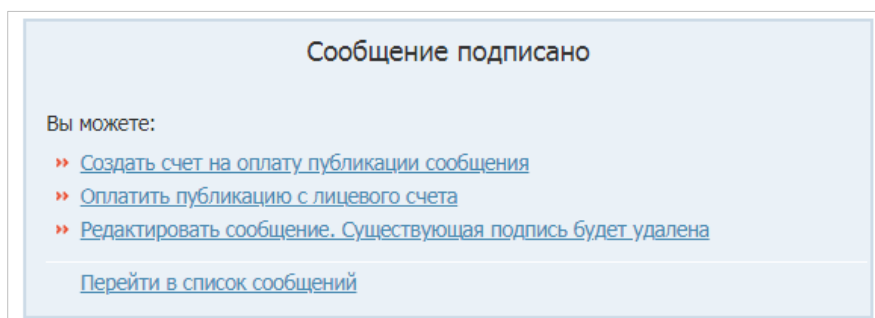 Сообщение подписано
Вы можете:
» Создать счет на оплату публикации сообщения
» Оплатить публикацию с лицевого счета
» Редактировать сообщение. Существующая подпись будет удалена
Перейти в список сообщений